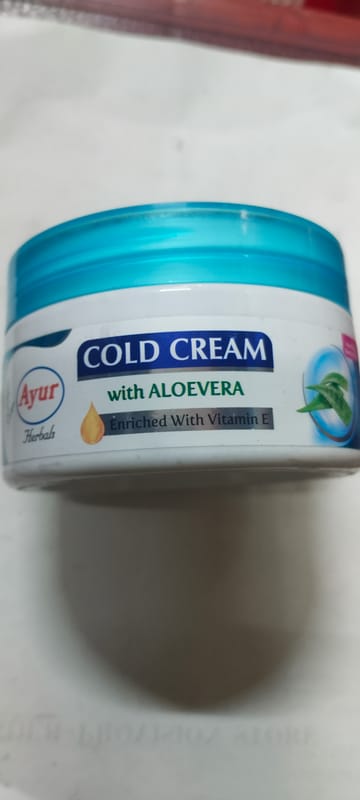 Ayur
Herbals
COLD CREAM
with ALOEVERA
Enriched With Vitamin E